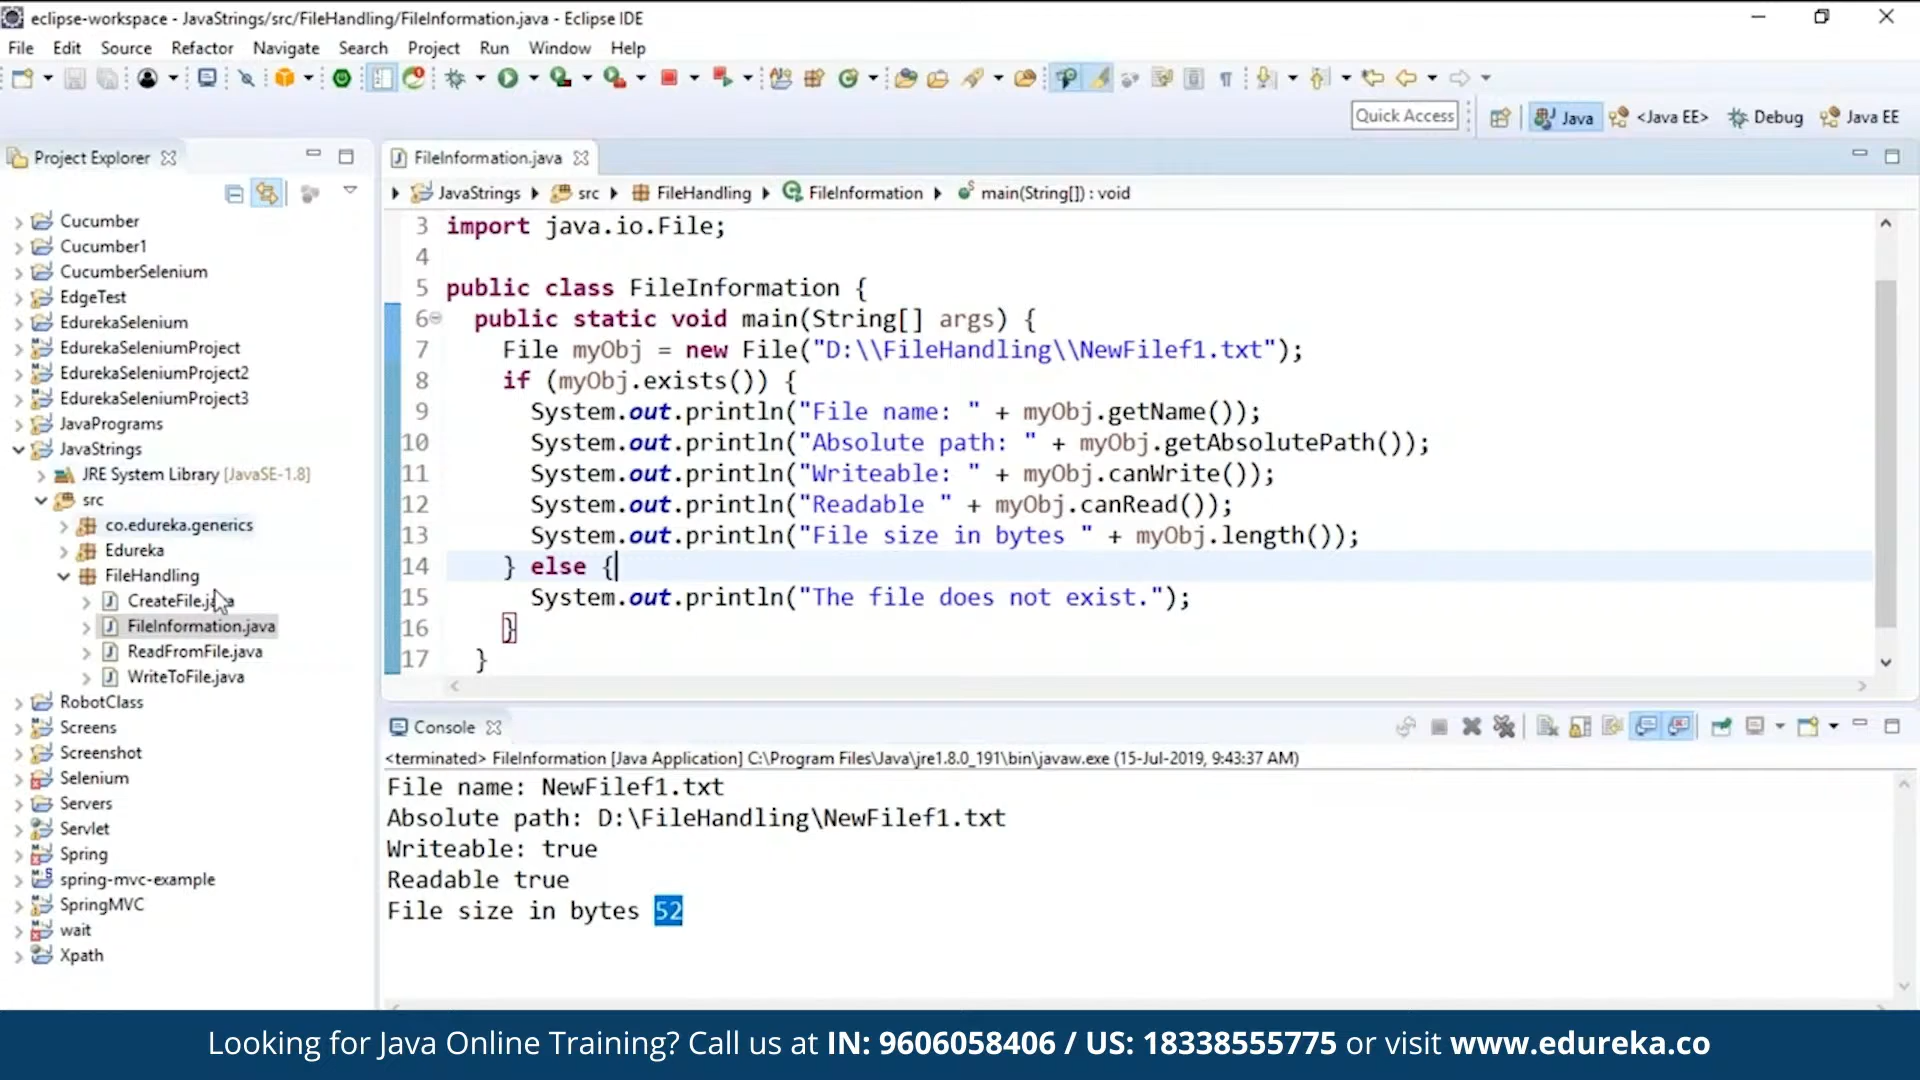 eclipse-workspace - JavaStrings/src/FileHandling/FileInformation.java - Eclipse IDE
File Edit Source Refactor Navigate Search Project Run Window Help
Quick Access Java <Java EE> Debug Java EE
Project Explorer
Cucumber
Cucumber1
CucumberSelenium
EdgeTest
EdurekaSelenium
EdurekaSeleniumProject
EdurekaSeleniumProject2
EdurekaSeleniumProject3
JavaPrograms
JavaStrings
JRE System Library [JavaSE-1.8]
src
co.edureka.generics
Edureka
FileHandling
CreateFile.java
FileInformation.java
ReadFromFile.java
WriteToFile.java
RobotClass
Screens
Screenshot
Selenium
Servers
Servlet
Spring
spring-mvc-example
SpringMVC
wait
Xpath
FileInformation.java
JavaStrings src FileHandling FileInformation main(String[]) : void
3 import java.io.File;
4
5 public class FileInformation {
6 public static void main(String[] args) {
7 File myObj = new File("D:\\FileHandling\\NewFilef1.txt");
8 if (myObj.exists()) {
9 System.out.println("File name: " + myObj.getName());
10 System.out.println("Absolute path: " + myObj.getAbsolutePath());
11 System.out.println("Writeable: " + myObj.canWrite());
12 System.out.println("Readable " + myObj.canRead());
13 System.out.println("File size in bytes " + myObj.length());
14 } else {
15 System.out.println("The file does not exist.");
16 }
17 }
Console
<terminated> FileInformation [Java Application] C:\Program Files\Java\jre1.8.0_191\bin\javaw.exe (15-Jul-2019, 9:43:37 AM)
File name: NewFilef1.txt
Absolute path: D:\FileHandling\NewFilef1.txt
Writeable: true
Readable true
File size in bytes 52
Looking for Java Online Training? Call us at IN: 9606058406 / US: 18338555775 or visit www.edureka.co